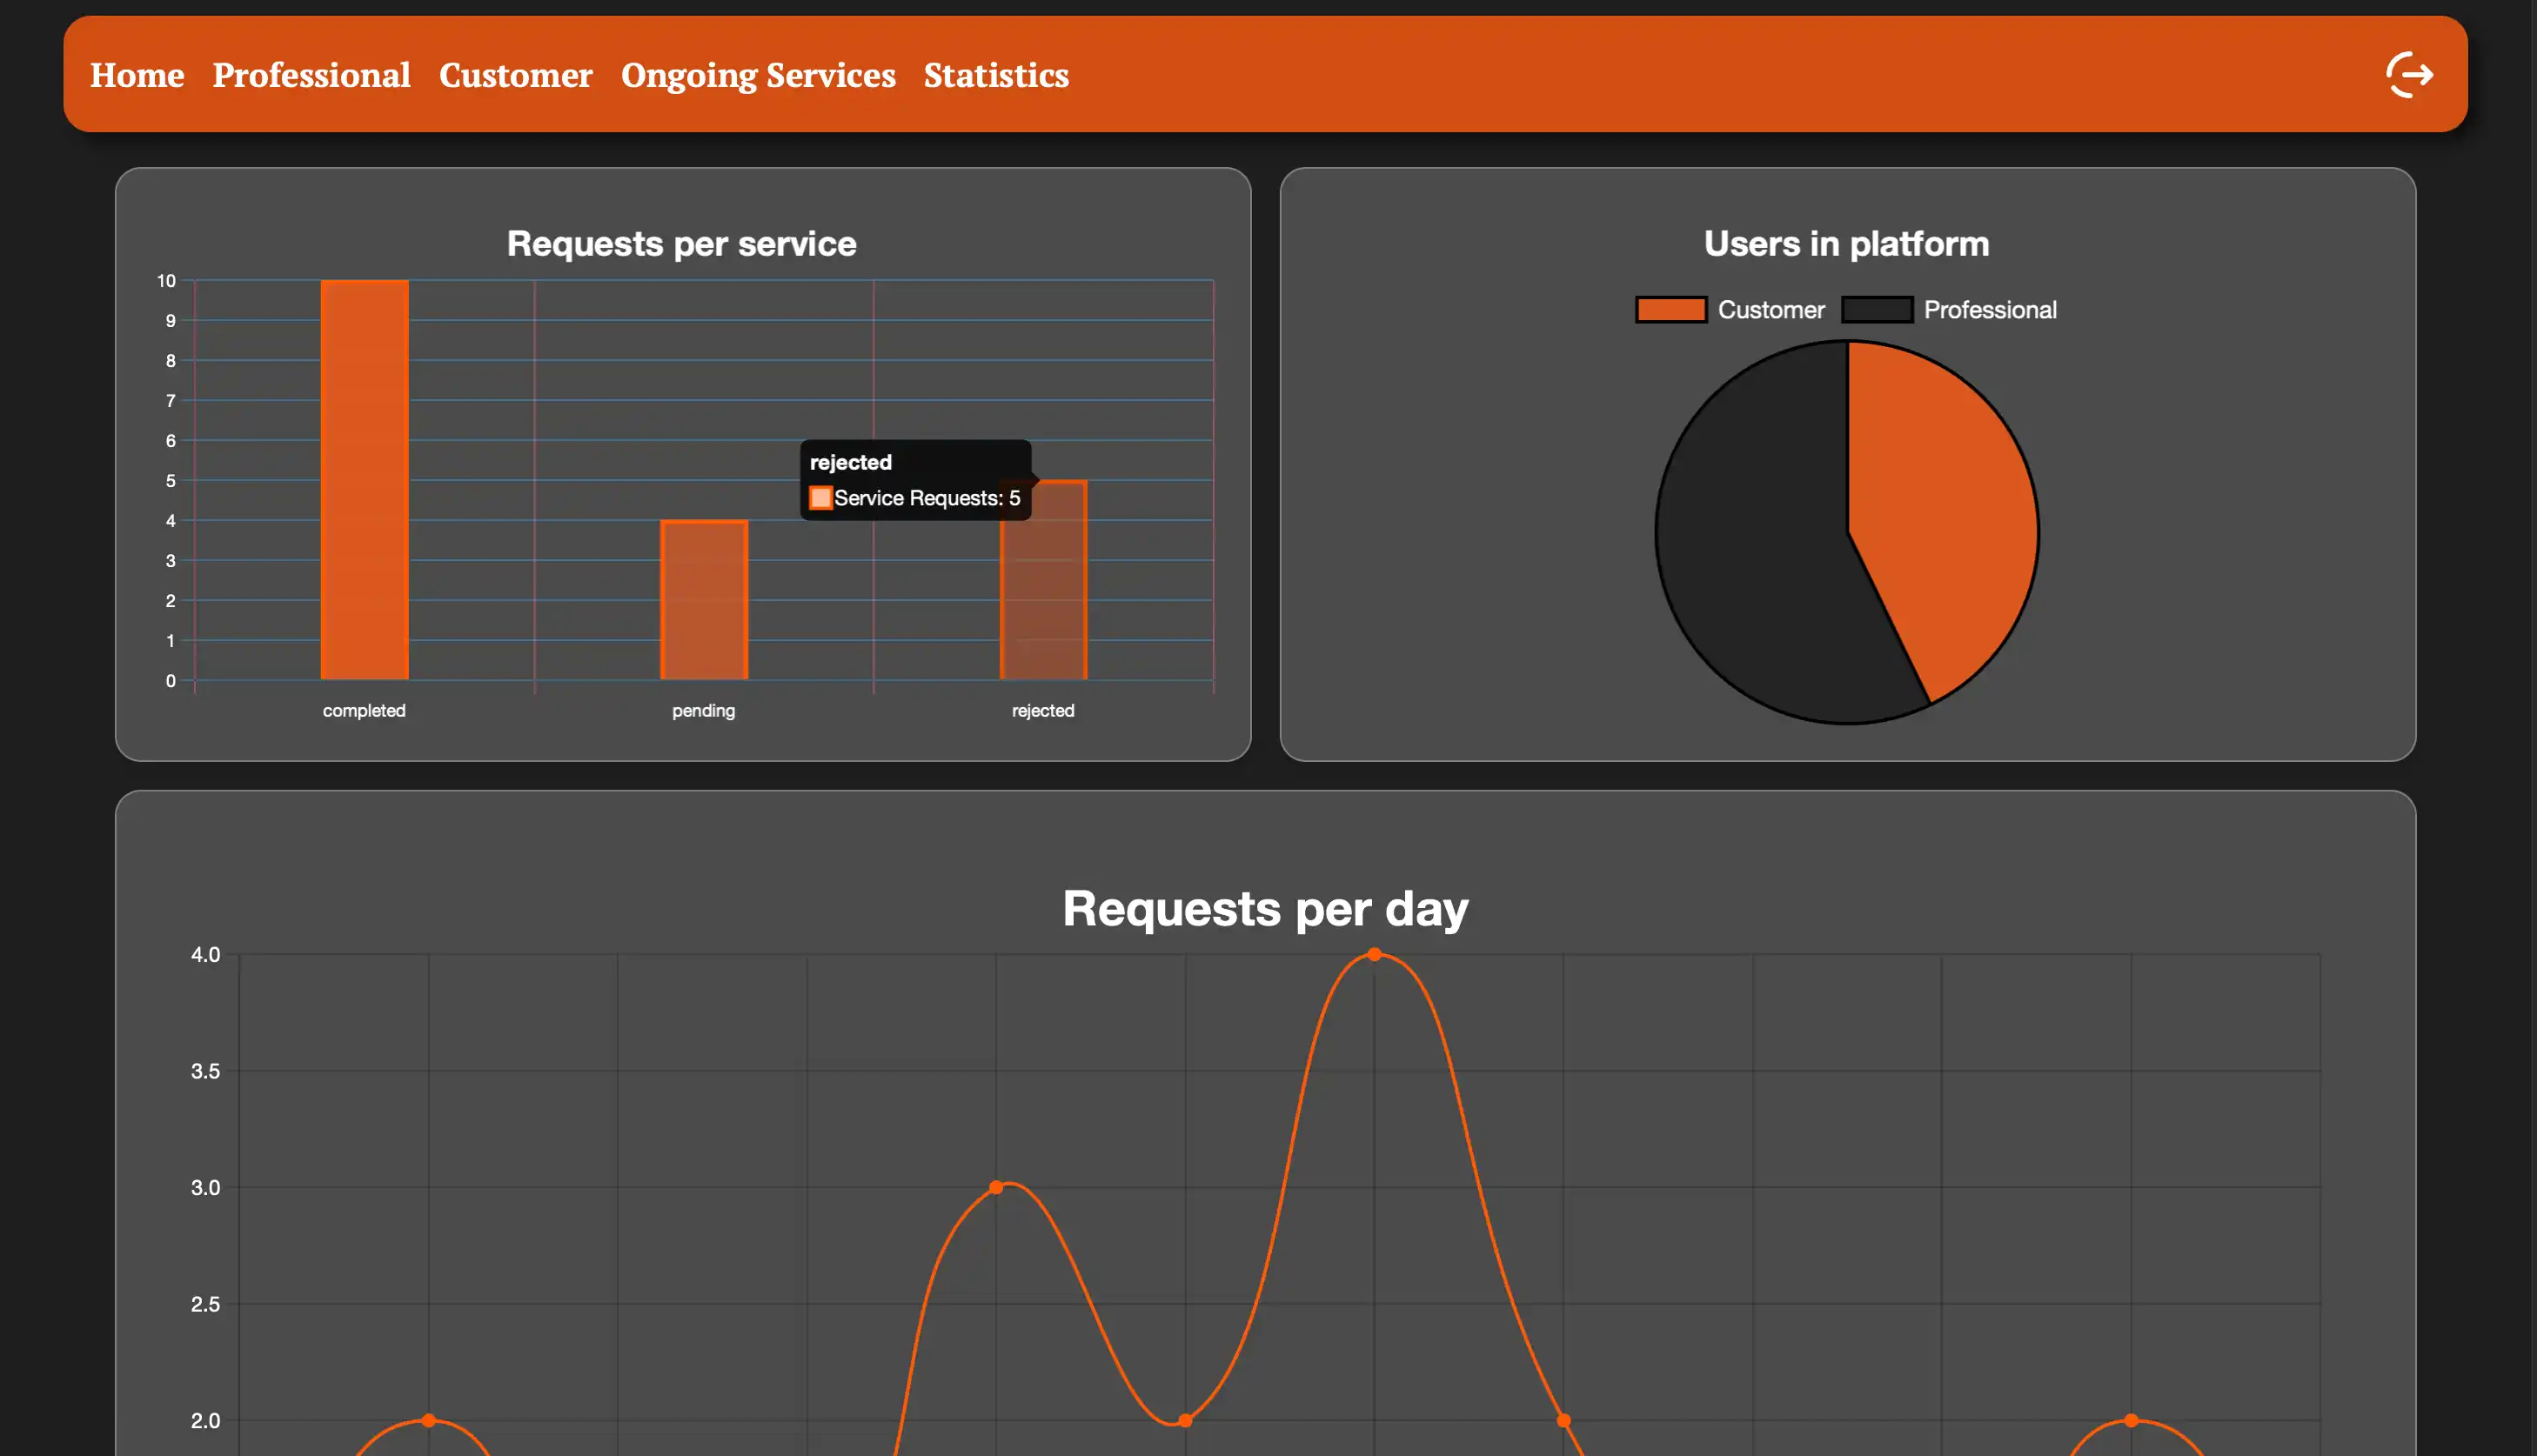 Home Professional Customer Ongoing Services Statistics
Requests per service
10
9
8
7
6
5
4
3
2
1
0
rejected
Service Requests: 5
completed pending rejected
Users in platform
Customer Professional
Requests per day
4.0
3.5
3.0
2.5
2.0